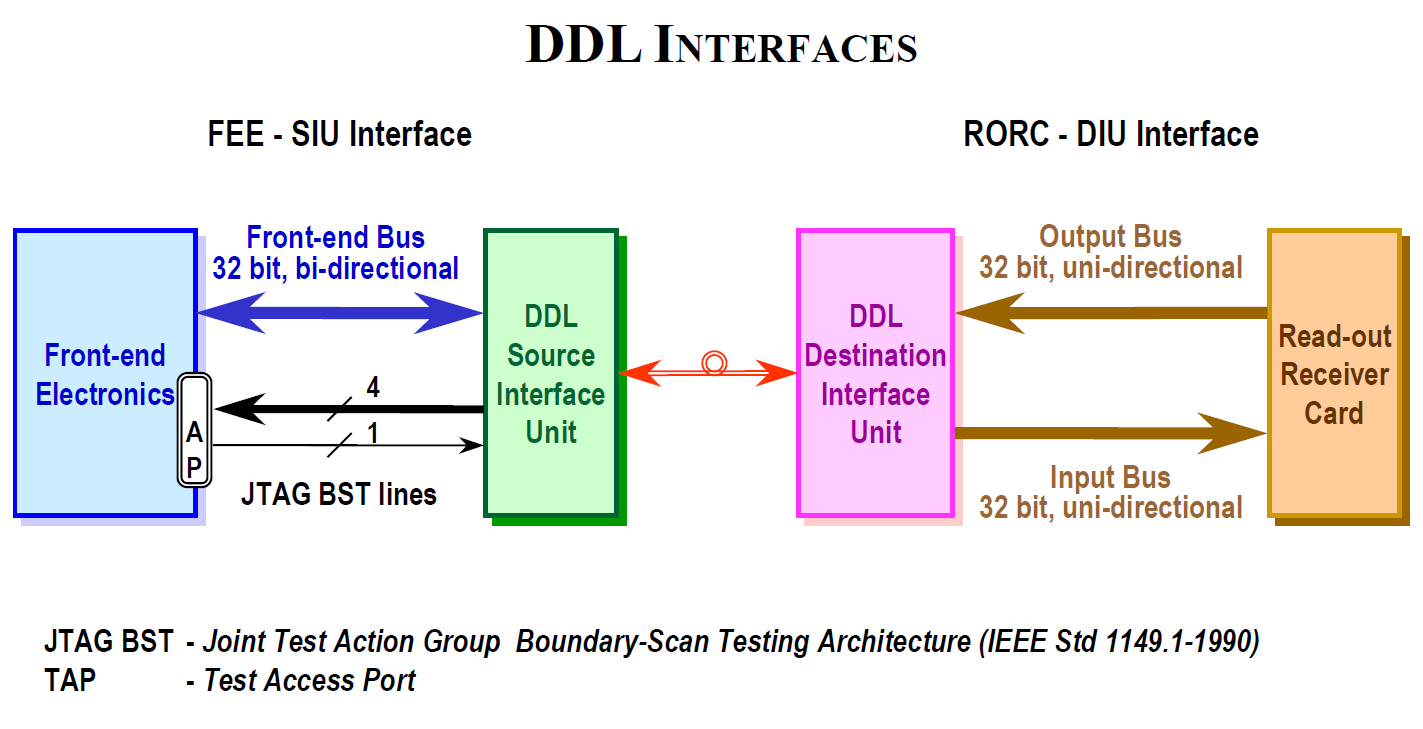 DDL INTERFACES
FEE - SIU Interface
RORC - DIU Interface
Front-end Bus
32 bit, bi-directional
Output Bus
32 bit, uni-directional
Front-end
Electronics
A
P
4
1
JTAG BST lines
DDL
Source
Interface
Unit
DDL
Destination
Interface
Unit
Read-out
Receiver
Card
Input Bus
32 bit, uni-directional
JTAG BST - Joint Test Action Group Boundary-Scan Testing Architecture (IEEE Std 1149.1-1990)
TAP - Test Access Port